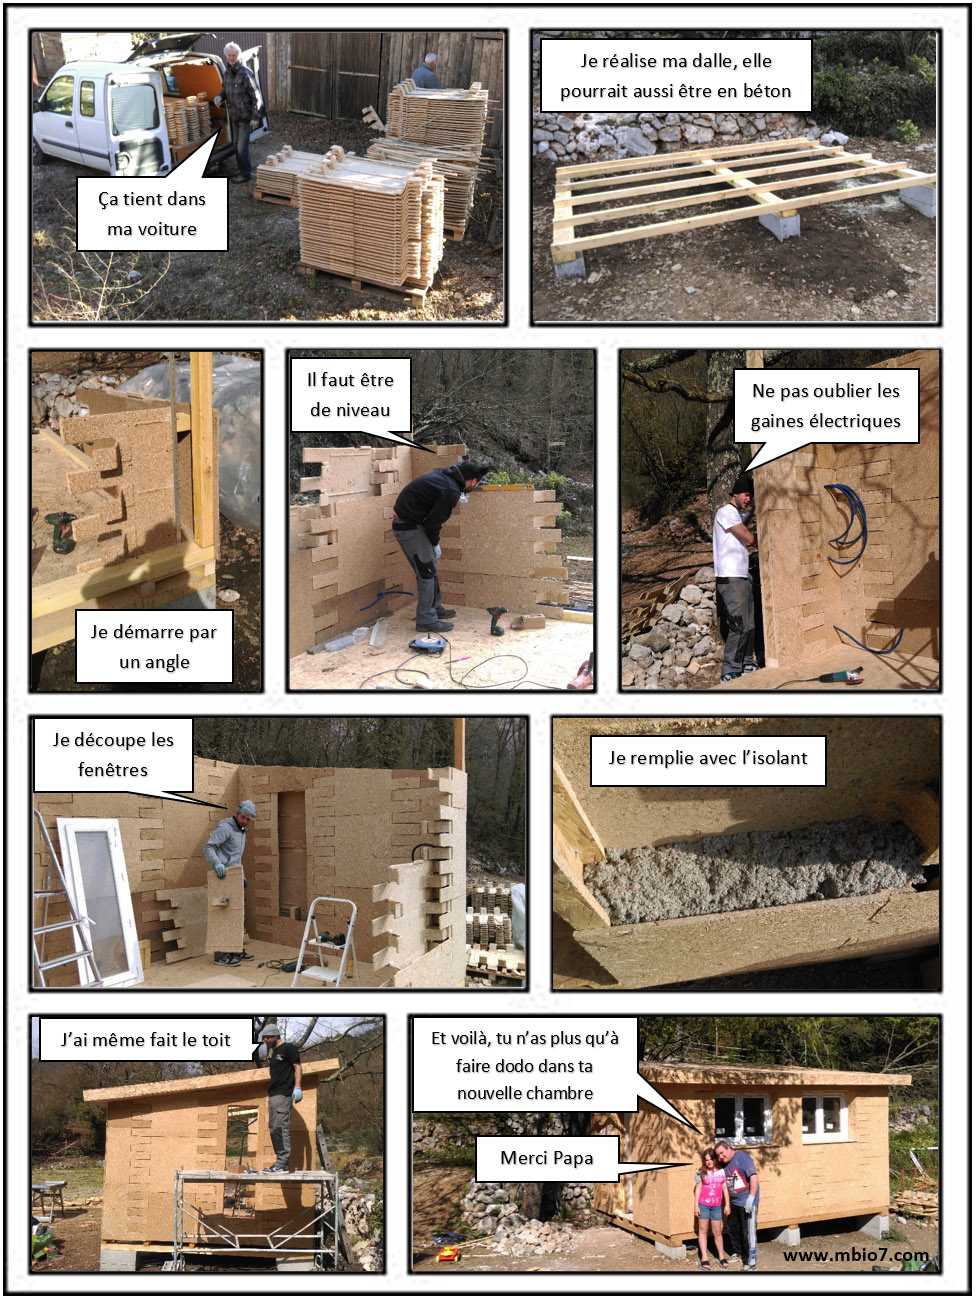 Ça tient dans
ma voiture
Je réalise ma dalle, elle
pourrait aussi être en béton
Je démarre par
un angle
Il faut être
de niveau
Ne pas oublier les
gaines électriques
Je découpe les
fenêtres
Je remplie avec l'isolant
J'ai même fait le toit
Et voilà, tu n'as plus qu'à
faire dodo dans ta
nouvelle chambre
Merci Papa
www.mbio7.com